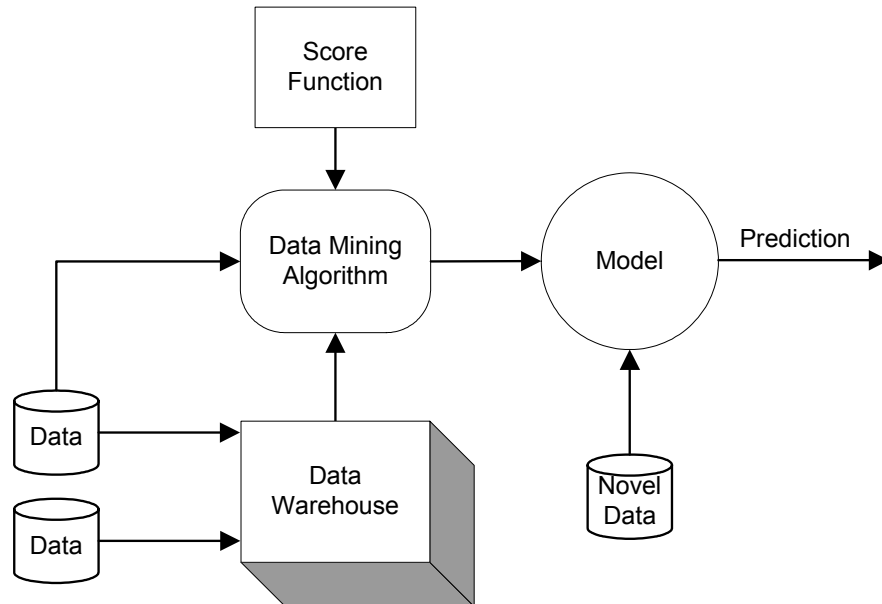 Score
Function
Data Mining
Algorithm
Model
Prediction
Data
Data
Warehouse
Novel
Data
Data